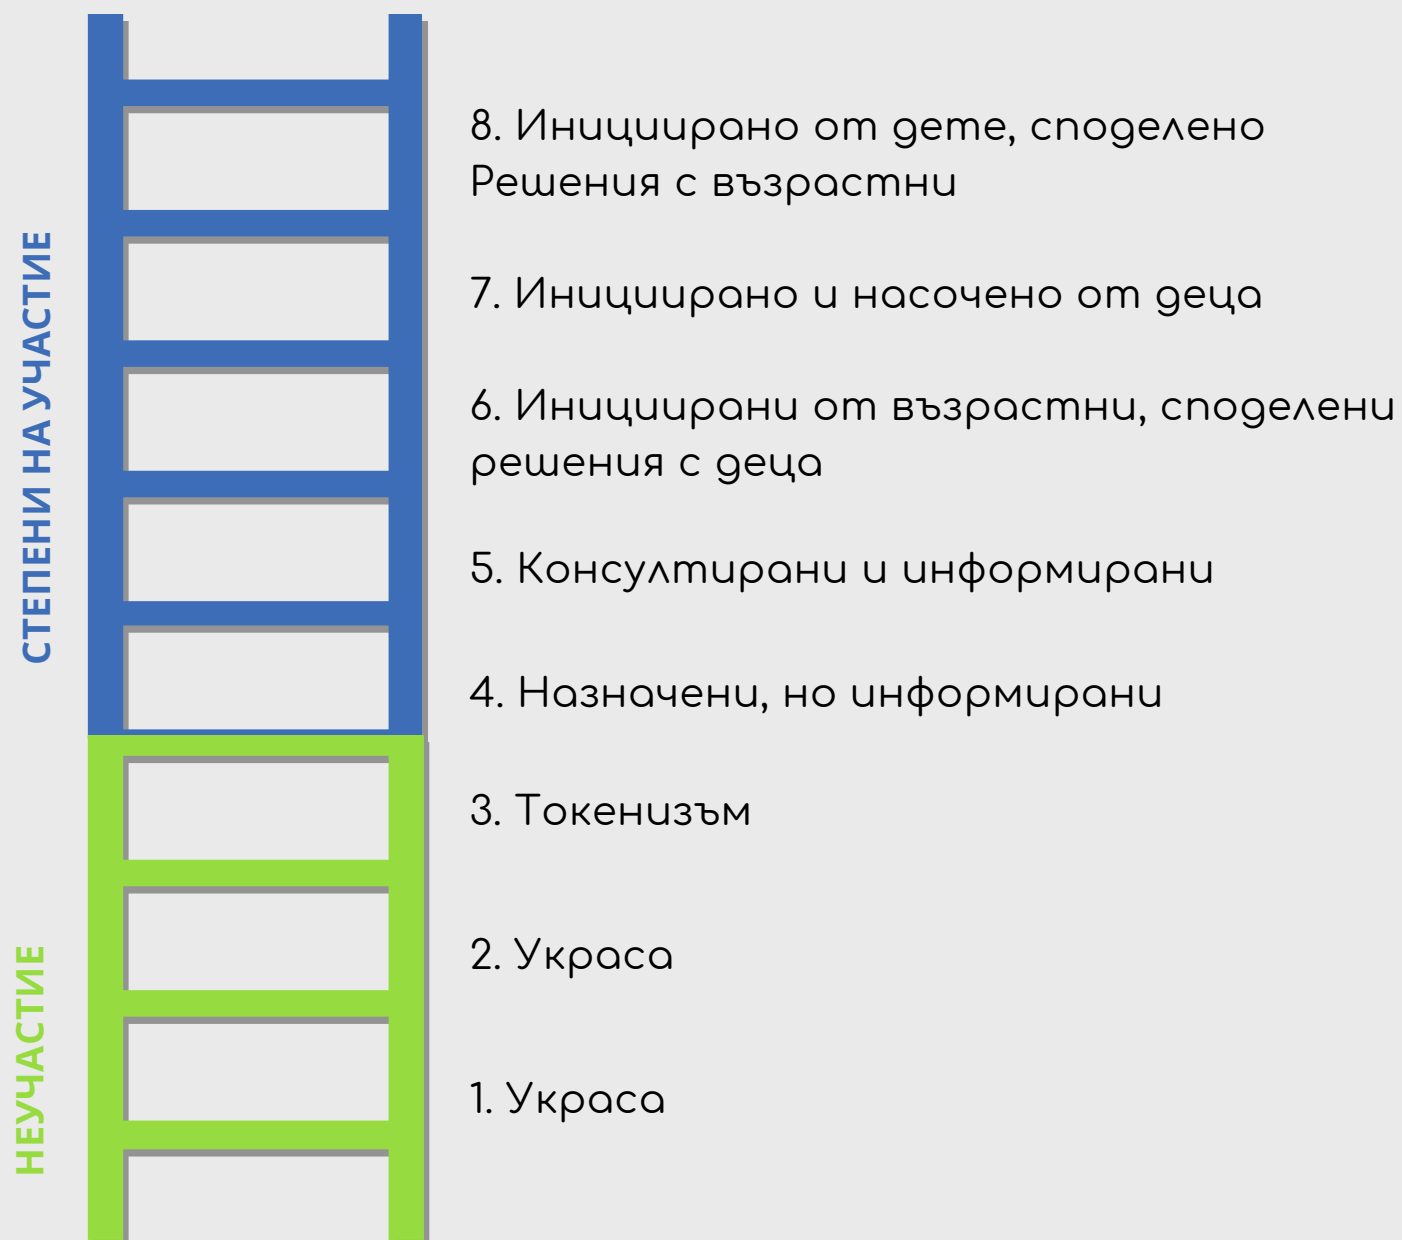 СТЕПЕНИ НА УЧАСТИЕ
8. Инициирано от дете, споделено
Решения с възрастни
7. Инициирано и насочено от деца
6. Инициирани от възрастни, споделени
решения с деца
5. Консултирани и информирани
4. Назначени, но информирани
НЕУЧАСТИЕ
3. Токенизъм
2. Украса
1. Украса